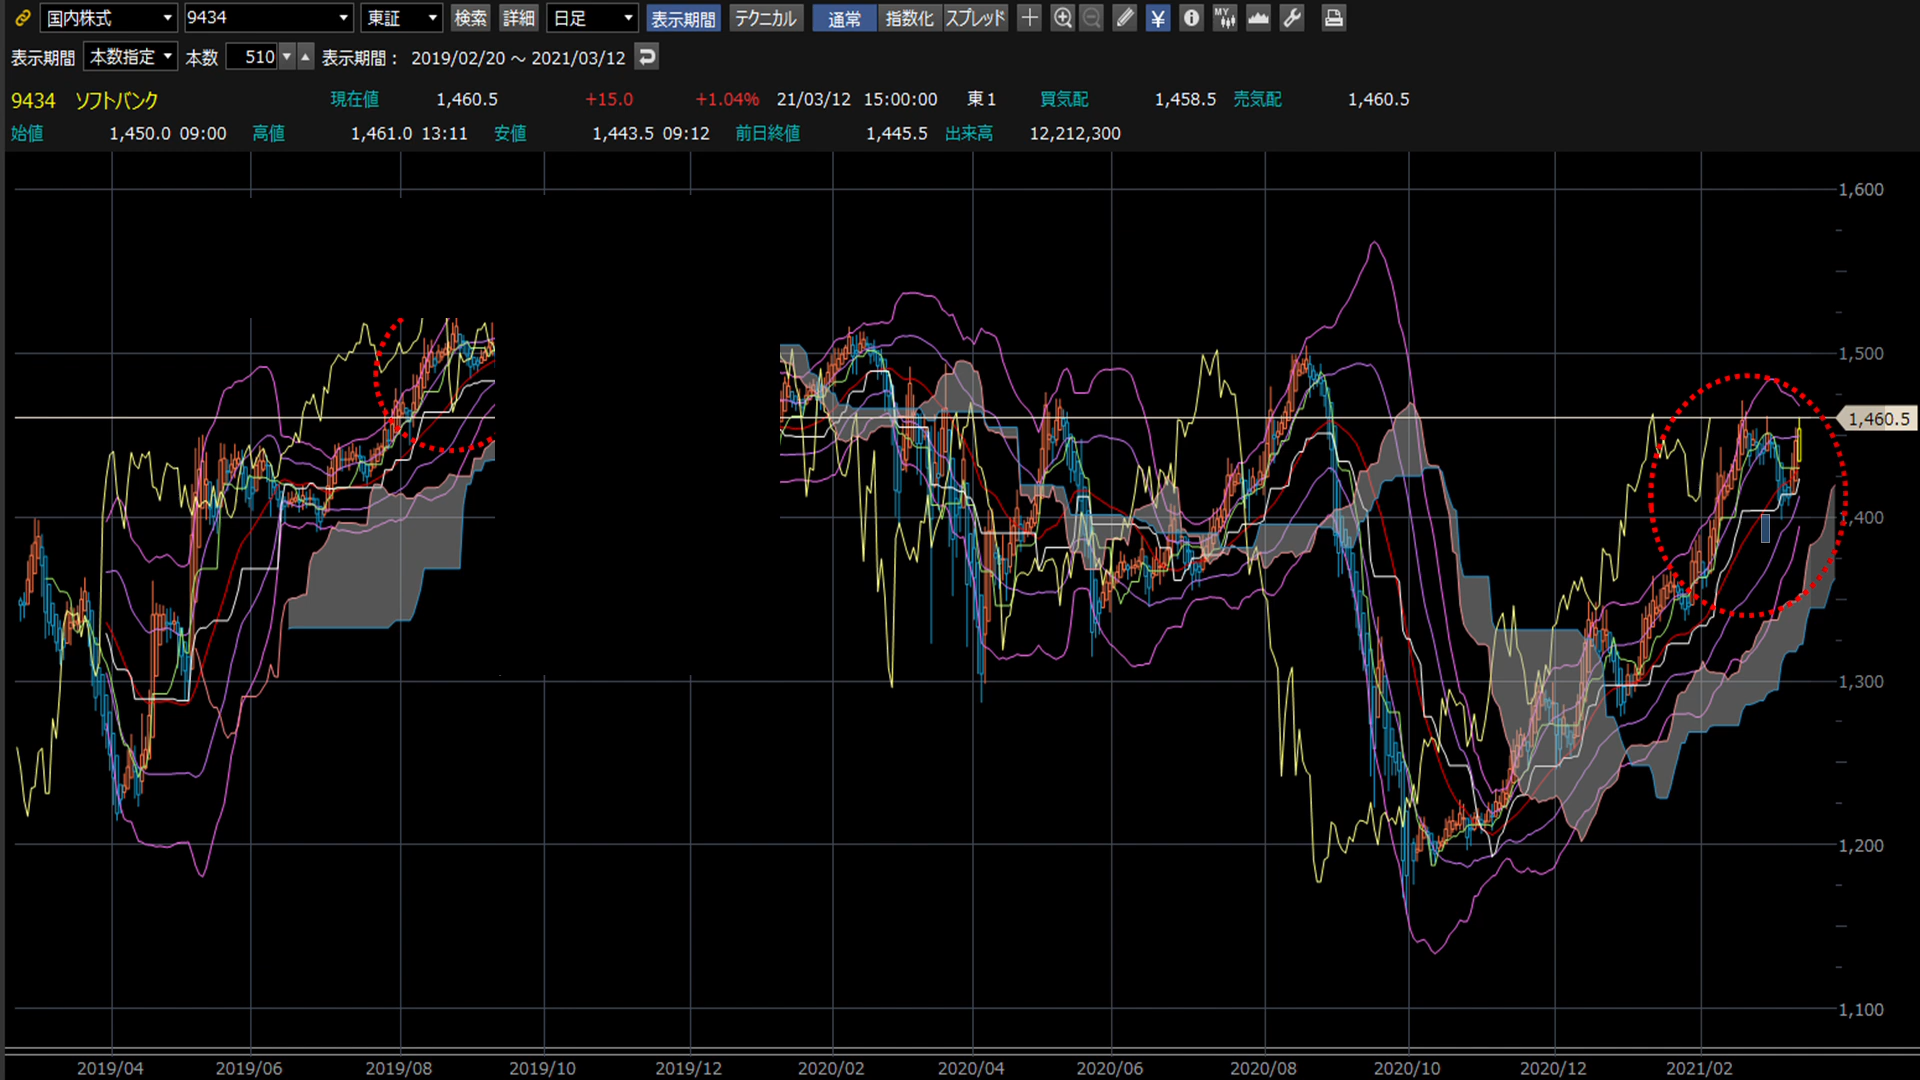 国内株式 9434 東証 検索 詳細 日足 表示期間 テクニカル 通常 指数化 スプレッド ¥ MY
表示期間 本数指定 本数 510 表示期間： 2019/02/20 ～ 2021/03/12
9434 ソフトバンク 現在値 1,460.5 +15.0 +1.04% 21/03/12 15:00:00 東1 買気配 1,458.5 売気配 1,460.5
始値 1,450.0 09:00 高値 1,461.0 13:11 安値 1,443.5 09:12 前日終値 1,445.5 出来高 12,212,300
1,600
1,500
1,460.5
1,400
1,300
1,200
1,100
2019/04 2019/06 2019/08 2019/10 2019/12 2020/02 2020/04 2020/06 2020/08 2020/10 2020/12 2021/02